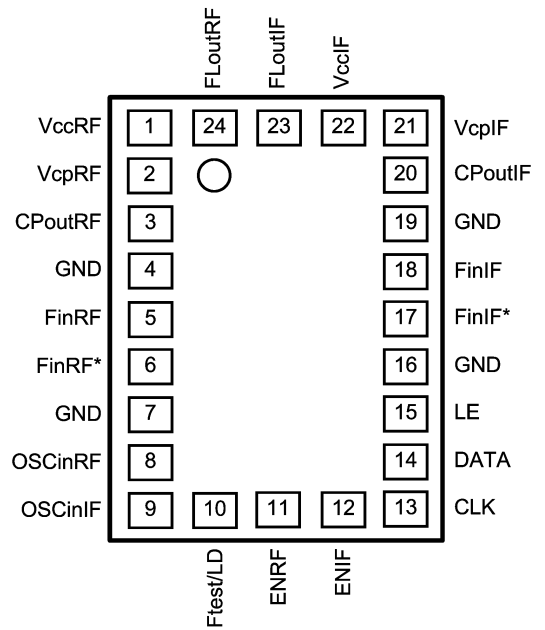 FLoutRF FLoutIF VccIF
VccRF 1 24 23 22 21 VcpIF
VcpRF 2 20 CPoutIF
CPoutRF 3 19 GND
GND 4 18 FinIF
FinRF 5 17 FinIF*
FinRF* 6 16 GND
GND 7 15 LE
OSCinRF 8 14 DATA
OSCinIF 9 10 11 12 13 CLK
Ftest/LD ENRF ENIF